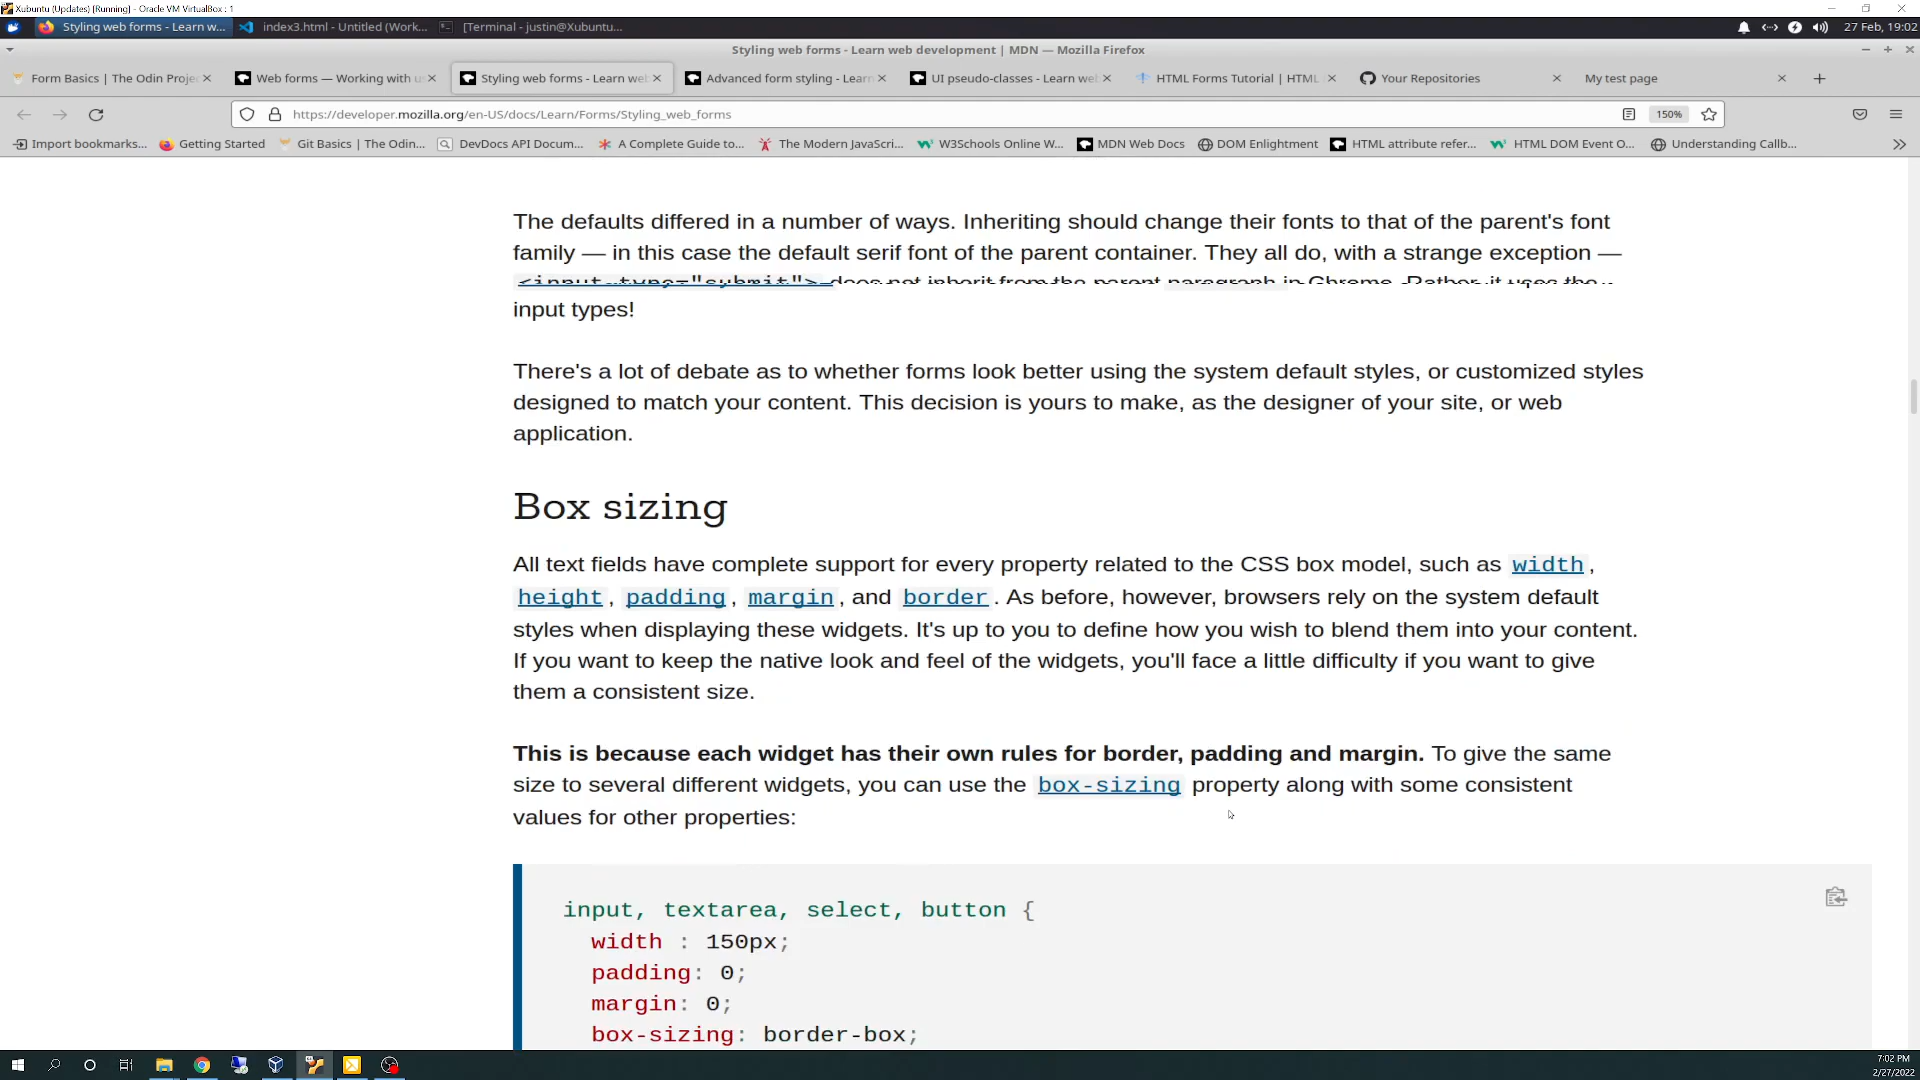 Xubuntu (Updates) [Running] - Oracle VM VirtualBox : 1
Styling web forms - Learn w...
index3.html - Untitled (Work...
[Terminal - justin@Xubuntu...
27 Feb, 19:02
Styling web forms - Learn web development | MDN — Mozilla Firefox
Form Basics | The Odin Proje
Web forms — Working with u
Styling web forms - Learn we
Advanced form styling - Learn
UI pseudo-classes - Learn we
HTML Forms Tutorial | HTML
Your Repositories
My test page
https://developer.mozilla.org/en-US/docs/Learn/Forms/Styling_web_forms
150%
Import bookmarks...
Getting Started
Git Basics | The Odin...
DevDocs API Docum...
A Complete Guide to...
The Modern JavaScri...
W3Schools Online W...
MDN Web Docs
DOM Enlightment
HTML attribute refer...
HTML DOM Event O...
Understanding Callb...
The defaults differed in a number of ways. Inheriting should change their fonts to that of the parent's font
family — in this case the default serif font of the parent container. They all do, with a strange exception —
<input type="submit"> does not inherit from the parent paragraph in Chrome. Rather, it uses the
input types!
There's a lot of debate as to whether forms look better using the system default styles, or customized styles
designed to match your content. This decision is yours to make, as the designer of your site, or web
application.
Box sizing
All text fields have complete support for every property related to the CSS box model, such as width,
height, padding, margin, and border. As before, however, browsers rely on the system default
styles when displaying these widgets. It's up to you to define how you wish to blend them into your content.
If you want to keep the native look and feel of the widgets, you'll face a little difficulty if you want to give
them a consistent size.
This is because each widget has their own rules for border, padding and margin. To give the same
size to several different widgets, you can use the box-sizing property along with some consistent
values for other properties:
input, textarea, select, button {
width : 150px;
padding: 0;
margin: 0;
box-sizing: border-box;
7:02 PM
2/27/2022